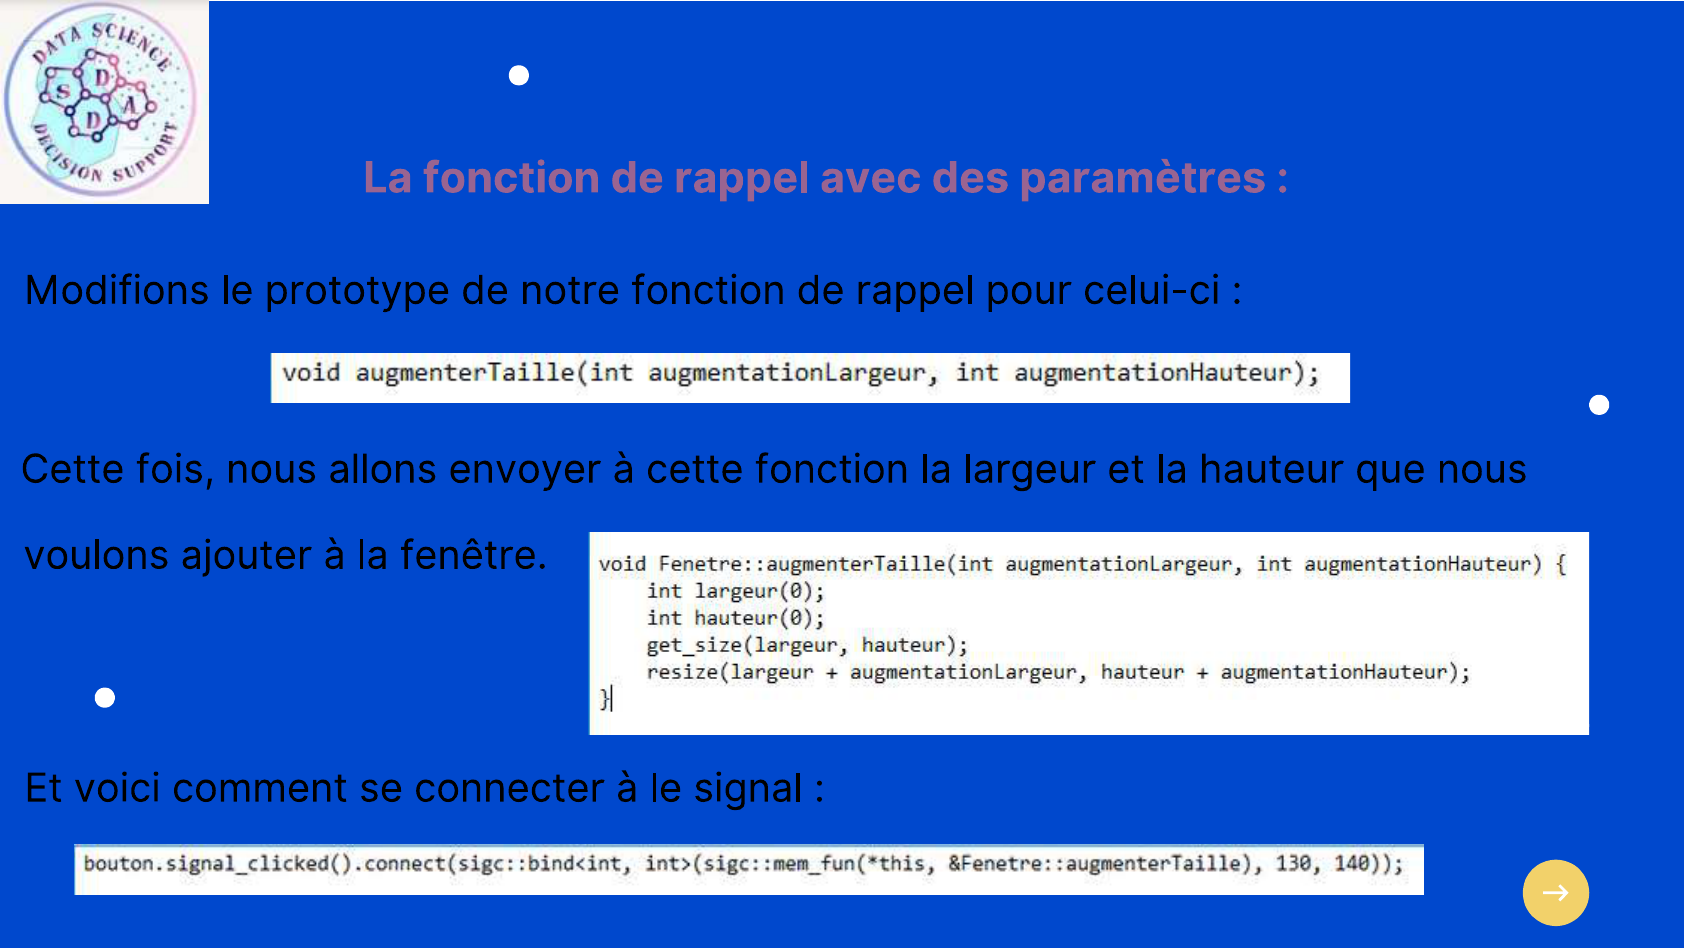 DATA SCIENCE
S D D A
DECISION SUPPORT
La fonction de rappel avec des paramètres :
Modifions le prototype de notre fonction de rappel pour celui-ci :
void augmenterTaille(int augmentationLargeur, int augmentationHauteur);
Cette fois, nous allons envoyer à cette fonction la largeur et la hauteur que nous
voulons ajouter à la fenêtre.
void Fenetre::augmenterTaille(int augmentationLargeur, int augmentationHauteur) {
    int largeur(0);
    int hauteur(0);
    get_size(largeur, hauteur);
    resize(largeur + augmentationLargeur, hauteur + augmentationHauteur);
}
Et voici comment se connecter à le signal :
bouton.signal_clicked().connect(sigc::bind<int, int>(sigc::mem_fun(*this, &Fenetre::augmenterTaille), 130, 140));